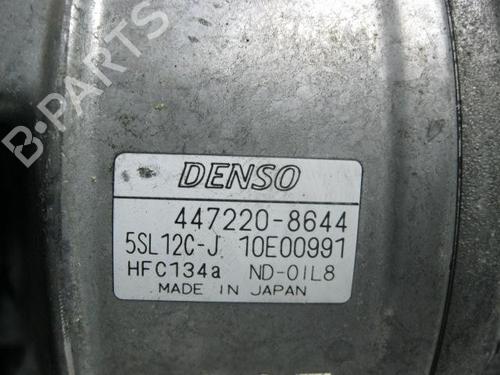 B-PARTS
DENSO
447220-8644
5SL12C-J 10E00991
HFC134a ND-OIL8
MADE IN JAPAN